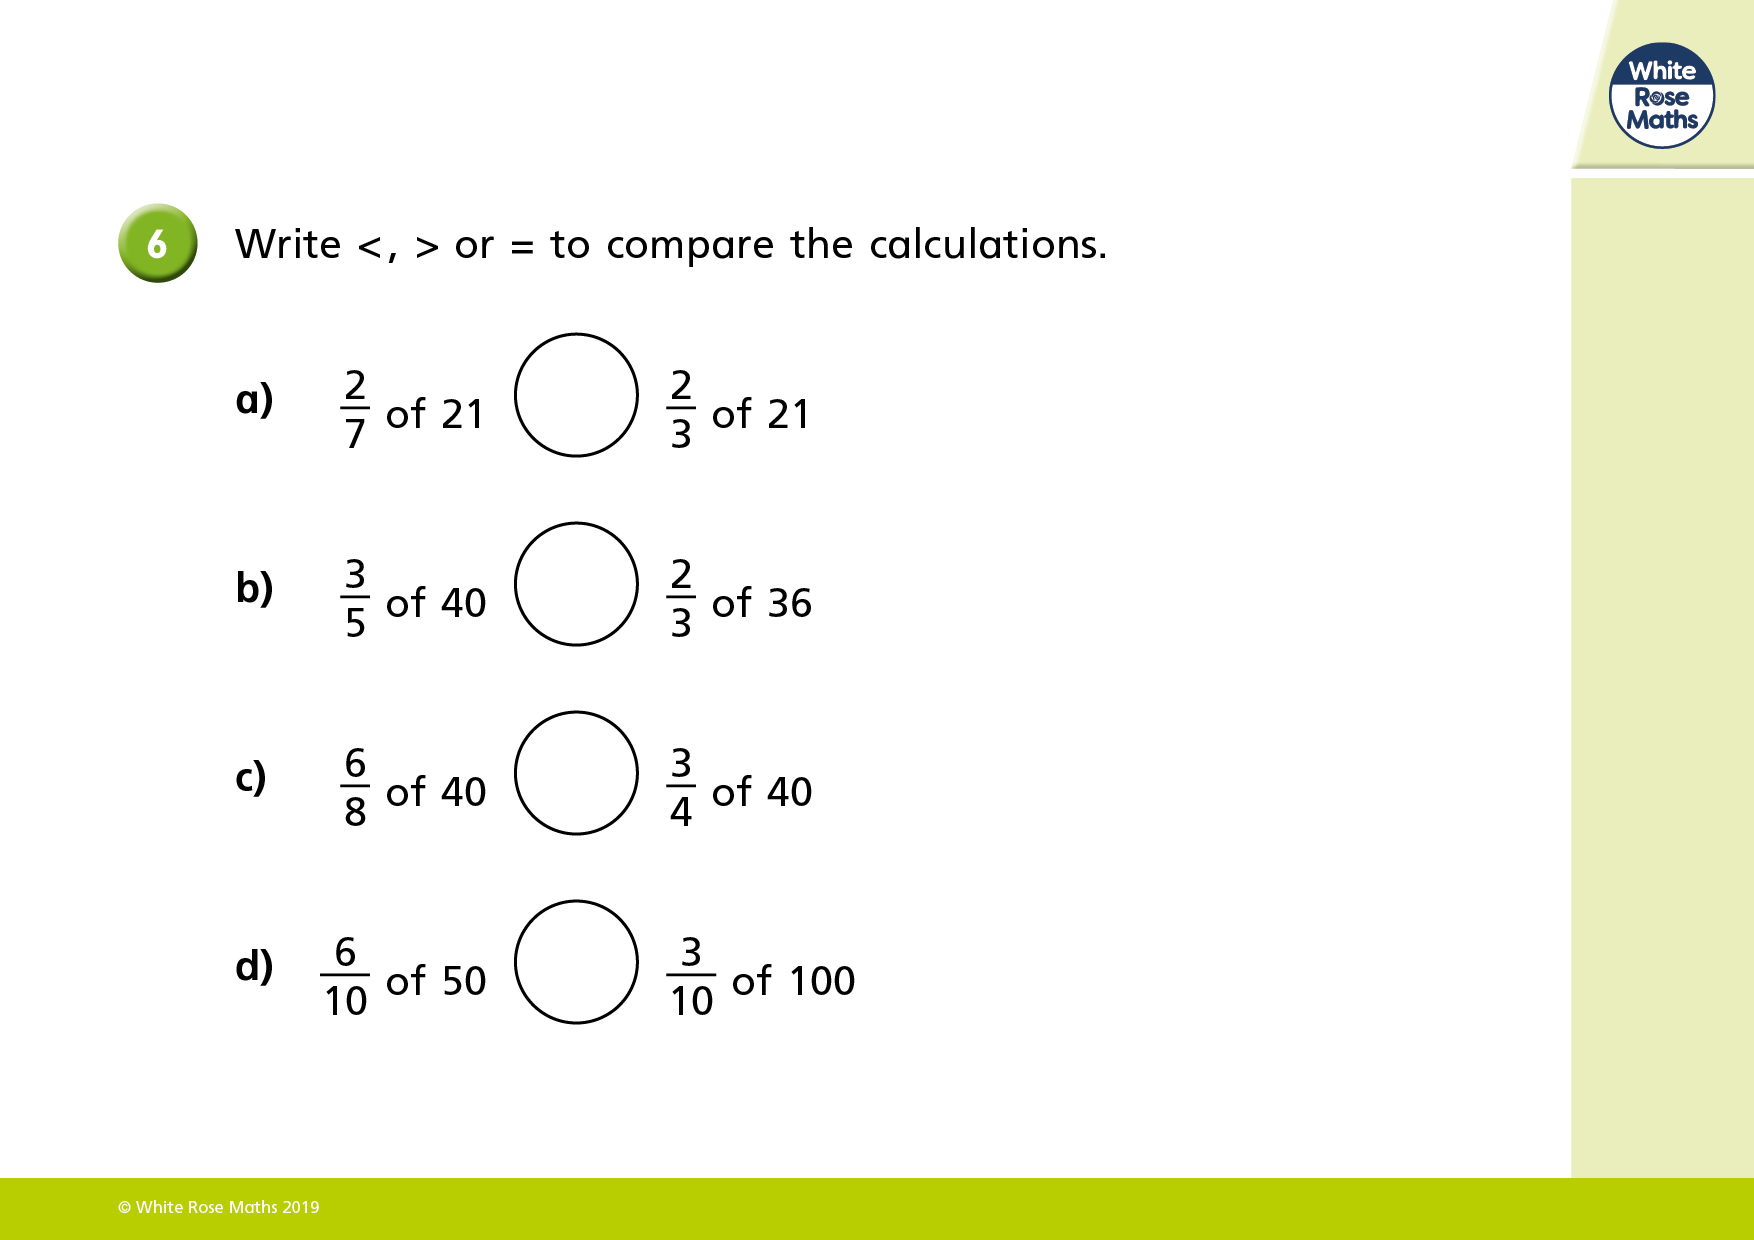 White
Rose
Maths
6 Write <, > or = to compare the calculations.
a) 2/7 of 21 2/3 of 21
b) 3/5 of 40 2/3 of 36
c) 6/8 of 40 3/4 of 40
d) 6/10 of 50 3/10 of 100
© White Rose Maths 2019